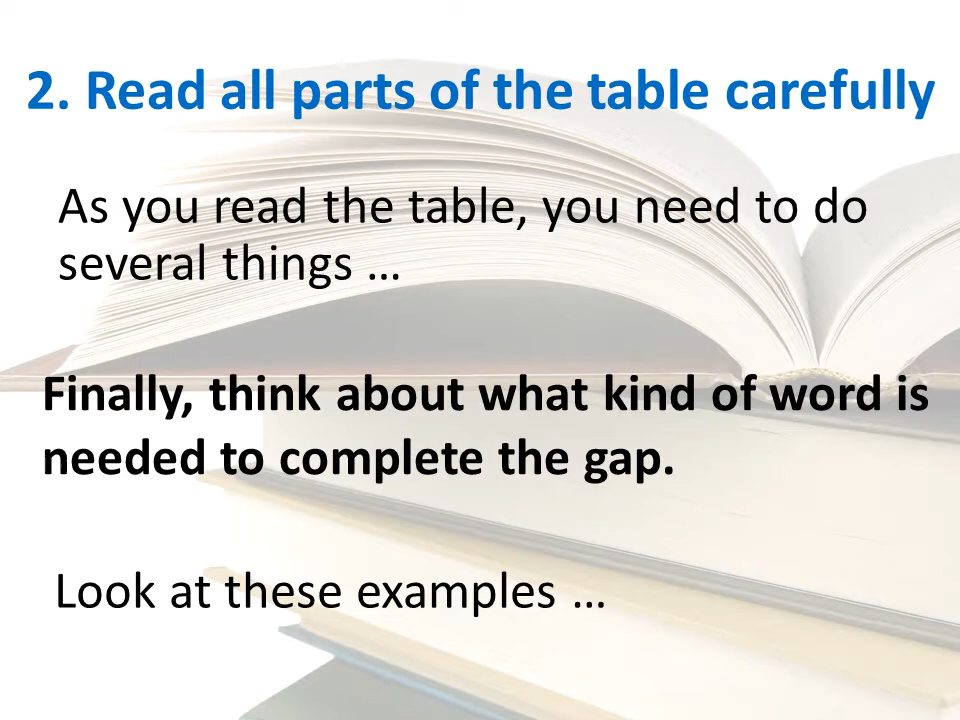 2. Read all parts of the table carefully
As you read the table, you need to do
several things …
Finally, think about what kind of word is
needed to complete the gap.
Look at these examples …